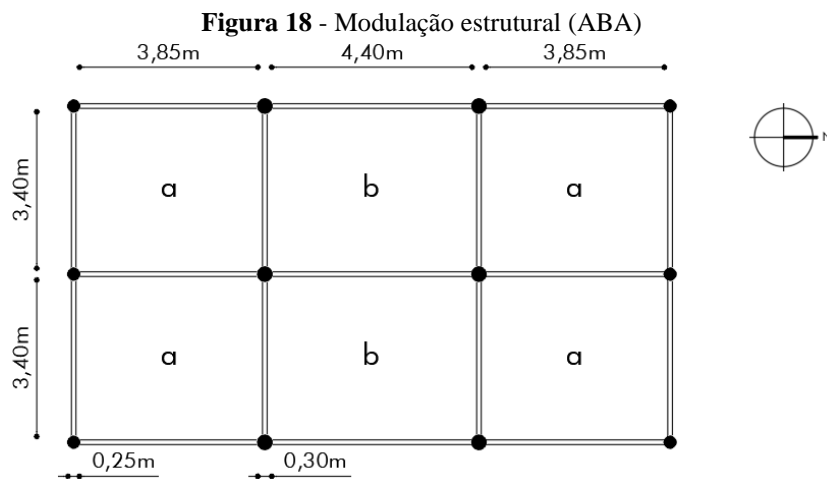 Figura 18 - Modulação estrutural (ABA)
3,85m 4,40m 3,85m
N
3,40m
a b a
3,40m
a b a
0,25m 0,30m